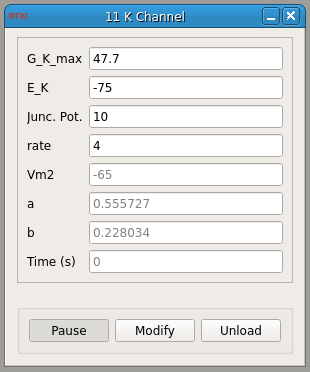 RTXI 11 K Channel
G_K_max 47.7
E_K -75
Junc. Pot. 10
rate 4
Vm2 -65
a 0.555727
b 0.228034
Time (s) 0
Pause Modify Unload